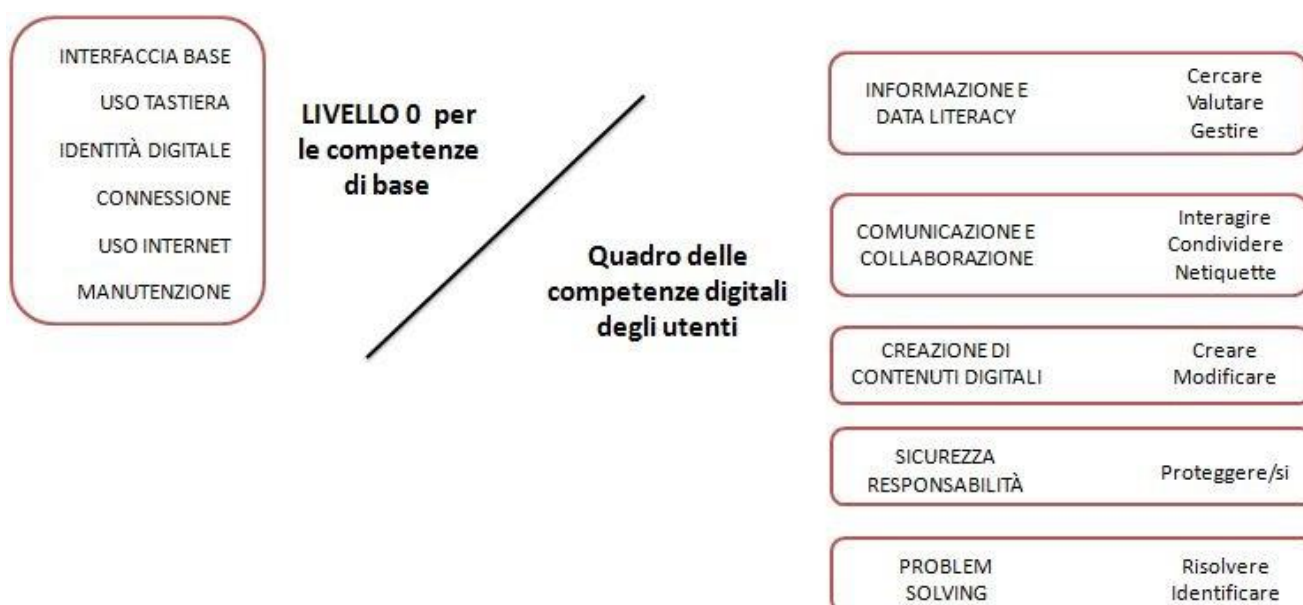 INTERFACCIA BASE
USO TASTIERA
IDENTITÀ DIGITALE
CONNESSIONE
USO INTERNET
MANUTENZIONE
LIVELLO 0 per
le competenze
di base
Quadro delle
competenze digitali
degli utenti
INFORMAZIONE E
DATA LITERACY
Cercare
Valutare
Gestire
COMUNICAZIONE E
COLLABORAZIONE
Interagire
Condividere
Netiquette
CREAZIONE DI
CONTENUTI DIGITALI
Creare
Modificare
SICUREZZA
RESPONSABILITÀ
Proteggere/si
PROBLEM
SOLVING
Risolvere
Identificare